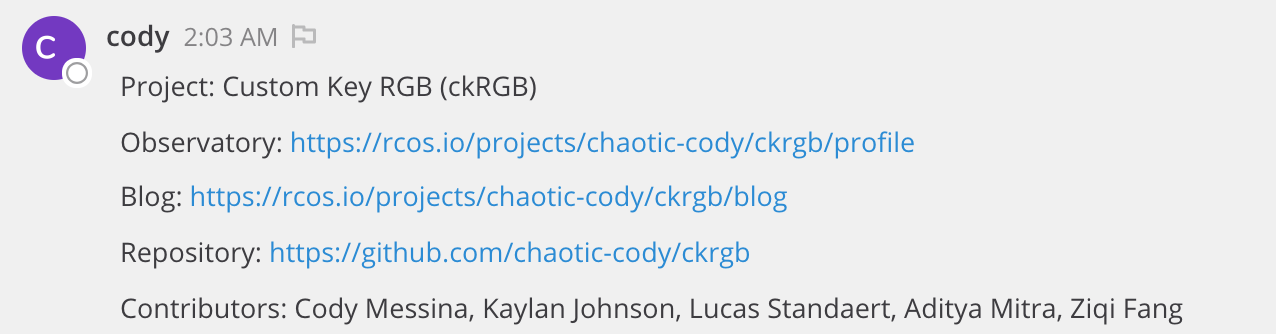 C
cody 2:03 AM
Project: Custom Key RGB (ckRGB)
Observatory: https://rcos.io/projects/chaotic-cody/ckrgb/profile
Blog: https://rcos.io/projects/chaotic-cody/ckrgb/blog
Repository: https://github.com/chaotic-cody/ckrgb
Contributors: Cody Messina, Kaylan Johnson, Lucas Standaert, Aditya Mitra, Ziqi Fang